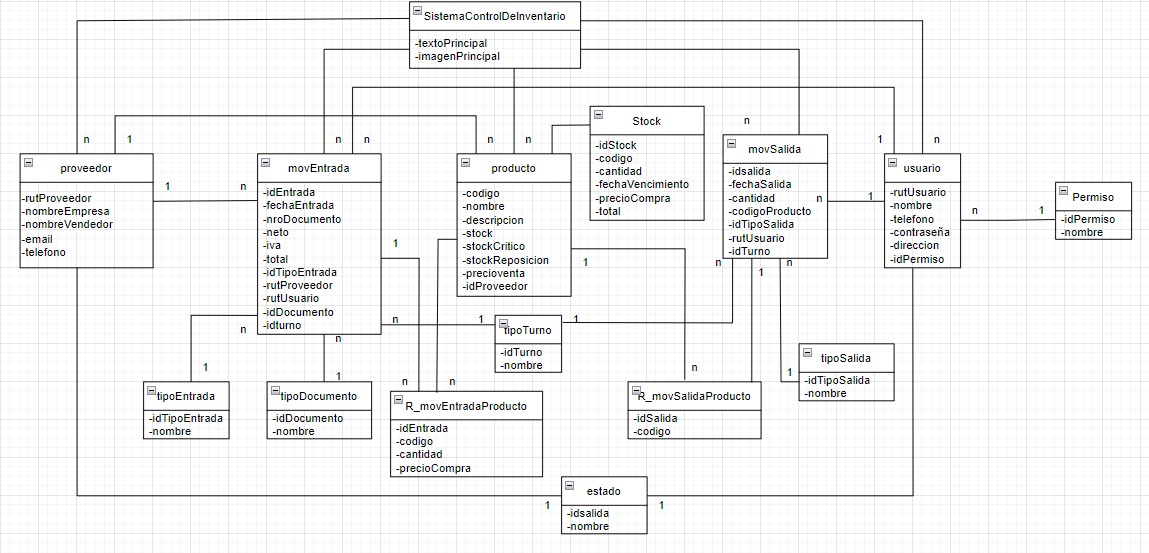 SistemaControlDeInventario
-textoPrincipal
-imagenPrincipal
n
1
n
n
n
n
n
1
n
Stock
-idStock
-codigo
-cantidad
-fechaVencimiento
-precioCompra
-total
proveedor
-rutProveedor
-nombreEmpresa
-nombreVendedor
-email
-telefono
1
n
movEntrada
-idEntrada
-fechaEntrada
-nroDocumento
-neto
-iva
-total
-idTipoEntrada
-rutProveedor
-rutUsuario
-idDocumento
-idturno
producto
-codigo
-nombre
-descripcion
-stock
-stockCritico
-stockReposicion
-precioventa
-idProveedor
movSalida
-idsalida
-fechaSalida
-cantidad
-codigoProducto
-idTipoSalida
-rutUsuario
-idTurno
n
1
usuario
-rutUsuario
-nombre
-telefono
-contraseña
-direccion
-idPermiso
n
1
Permiso
-idPermiso
-nombre
1
1
n
1
n
n
1
1
tipoTurno
-idTurno
-nombre
n
1
n
1
tipoEntrada
-idTipoEntrada
-nombre
tipoDocumento
-idDocumento
-nombre
n
n
R_movEntradaProducto
-idEntrada
-codigo
-cantidad
-precioCompra
n
R_movSalidaProducto
-idSalida
-codigo
1
tipoSalida
-idTipoSalida
-nombre
1
1
estado
-idsalida
-nombre